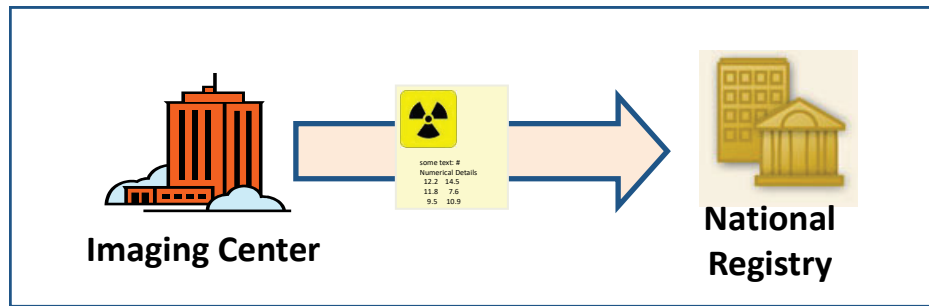 some text: #
Numerical Details
12.2 14.5
11.8 7.6
9.5 10.9
Imaging Center
National
Registry